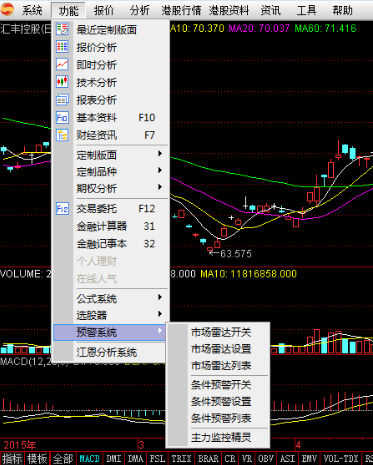 系统 功能 报价 分析 港股行情 港股资料 资讯 工具 帮助
汇丰控股(日
A10: 70.370 MA20: 70.037 MA60: 71.416
最近定制版面
报价分析
即时分析
技术分析
报表分析
基本资料 F10
财经资讯 F7
定制版面
定制品种
期权分析
交易委托 F12
金融计算器 31
金融记事本 32
个人理财
在线人气
公式系统
选股器
预警系统
江恩分析系统
市场雷达开关
市场雷达设置
市场雷达列表
条件预警开关
条件预警设置
条件预警列表
主力监控精灵
63.575
VOLUME: 2
8.000 MA10: 11816858.000
MACD(12,26,9)
2015年 3 4
指标 模板 全部 MACD DMI DMA FSL TRIX BRAR CR VR OBV ASI EMV VOL-TDX RS